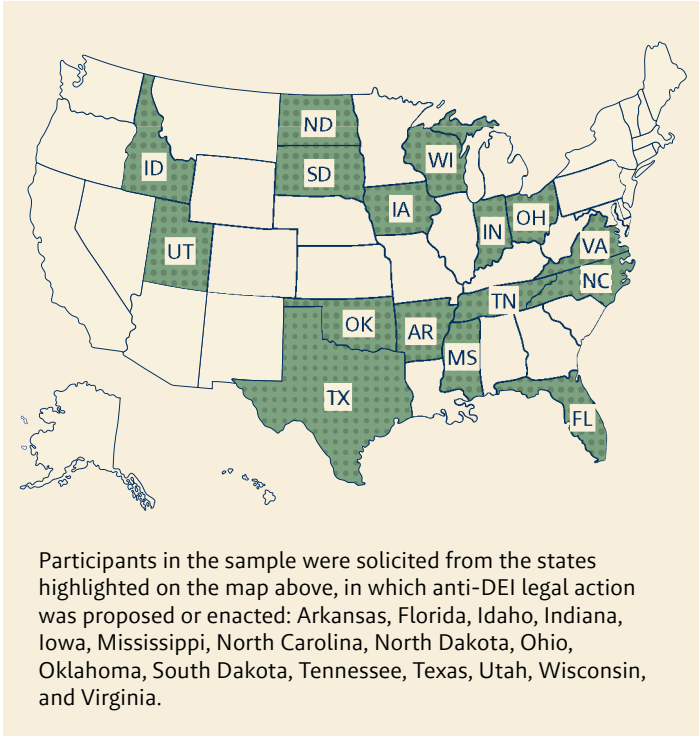 ND
ID
SD
WI
IA
IN
OH
UT
VA
NC
TN
OK
AR
MS
TX
FL
Participants in the sample were solicited from the states
highlighted on the map above, in which anti-DEI legal action
was proposed or enacted: Arkansas, Florida, Idaho, Indiana,
Iowa, Mississippi, North Carolina, North Dakota, Ohio,
Oklahoma, South Dakota, Tennessee, Texas, Utah, Wisconsin,
and Virginia.